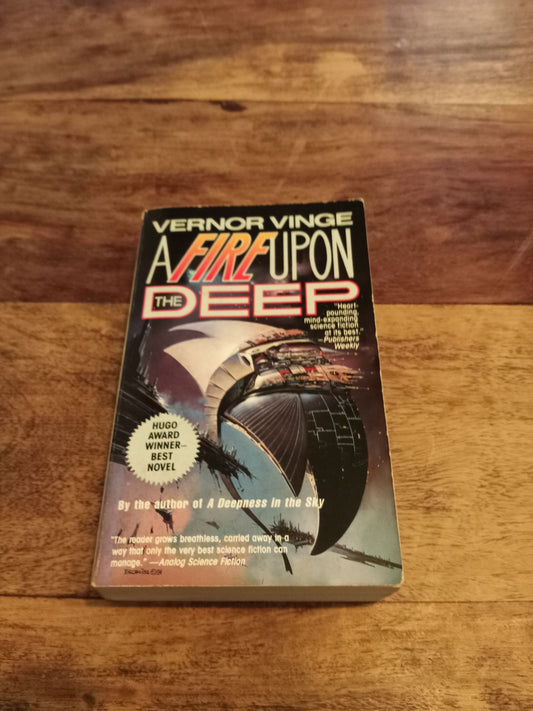 VERNOR VINGE
A FIRE UPON
THE DEEP
"Heart-
pounding,
mind-expanding
science fiction
at its best."
—Publishers
Weekly
HUGO
AWARD
WINNER—
BEST
NOVEL
By the author of A Deepness in the Sky
"The reader grows breathless, carried away in a
way that only the very best science fiction can
manage." —Analog Science Fiction